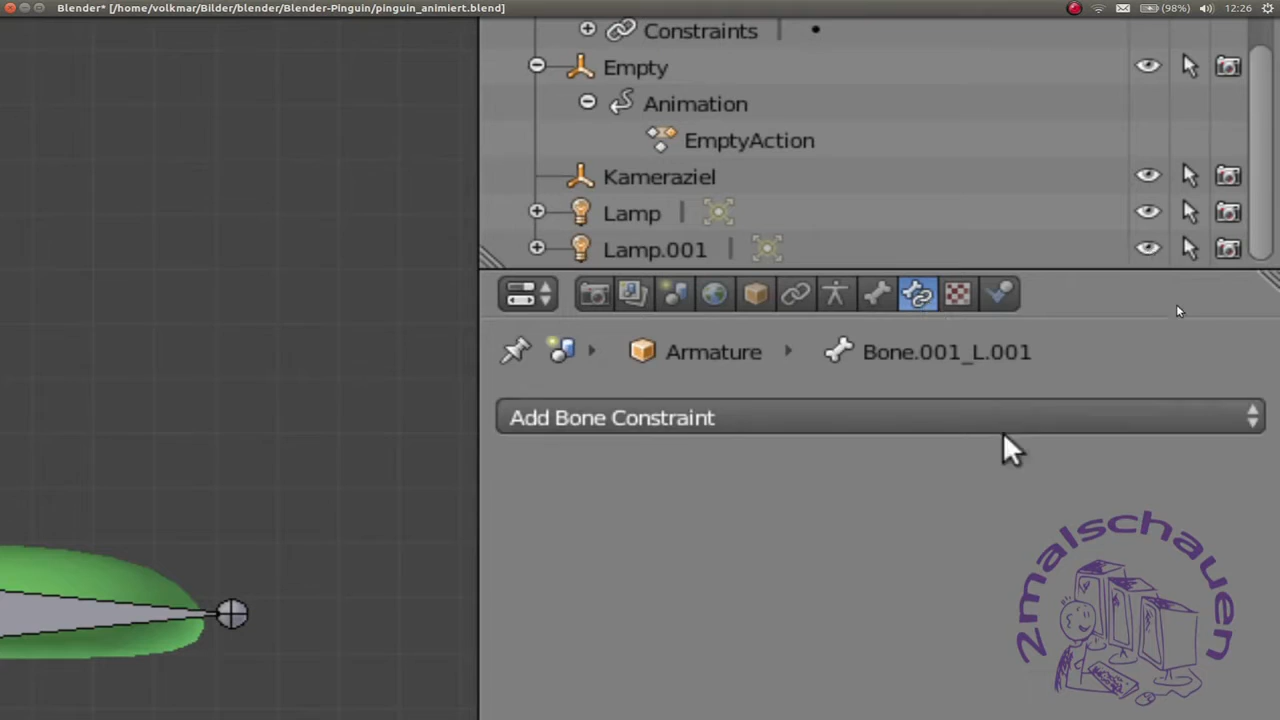 Blender* [/home/volkmar/Bilder/blender/Blender-Pinguin/pinguin_animiert.blend]
(98%) 12:26
Constraints
Empty
Animation
EmptyAction
Kameraziel
Lamp
Lamp.001
Armature Bone.001_L.001
Add Bone Constraint
2malschauen